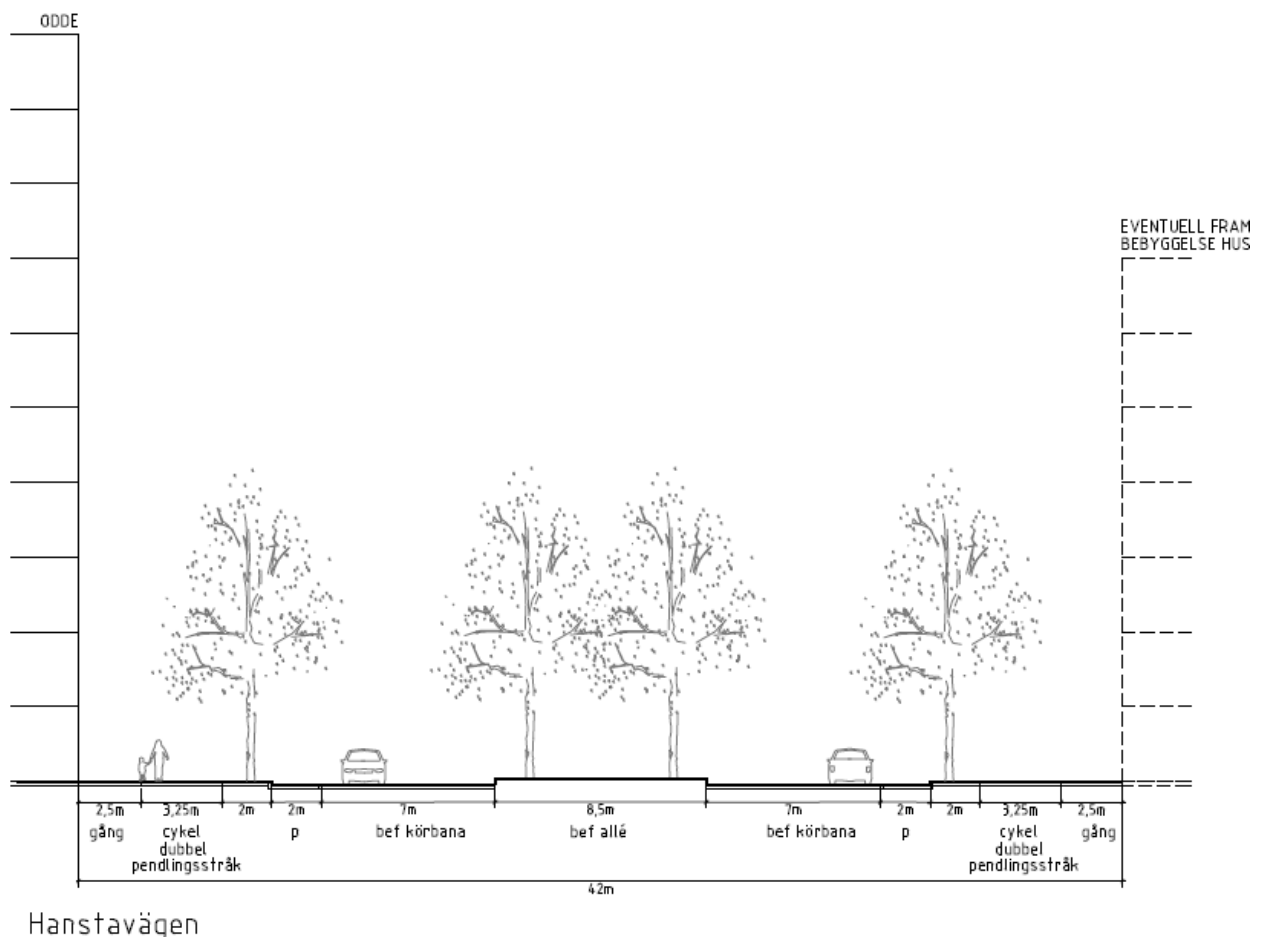 ODDE
EVENTUELL FRAM
BEBYGGELSE HUS
2,5m 3,25m 2m 2m 7m 8,5m 7m 2m 2m 3,25m 2,5m
gång cykel p bef körbana bef allé bef körbana p cykel gång
dubbel dubbel
pendlingsstråk pendlingsstråk
42m
Hanstavägen